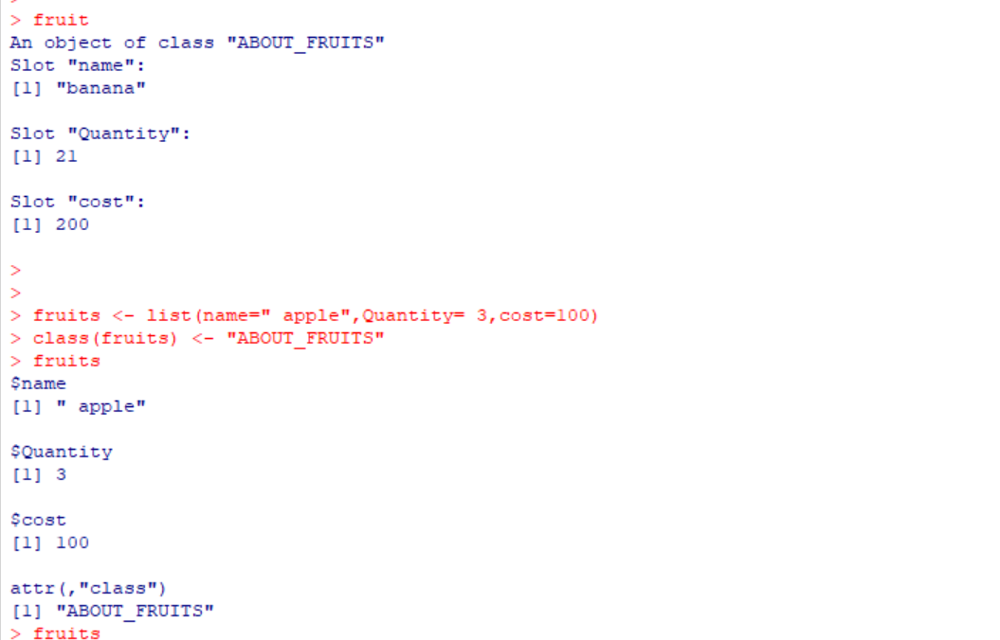 >
> fruit
An object of class "ABOUT_FRUITS"
Slot "name":
[1] "banana"
Slot "Quantity":
[1] 21
Slot "cost":
[1] 200
>
>
> fruits <- list(name=" apple",Quantity= 3,cost=100)
> class(fruits) <- "ABOUT_FRUITS"
> fruits
$name
[1] " apple"
$Quantity
[1] 3
$cost
[1] 100
attr(,"class")
[1] "ABOUT_FRUITS"
> fruits